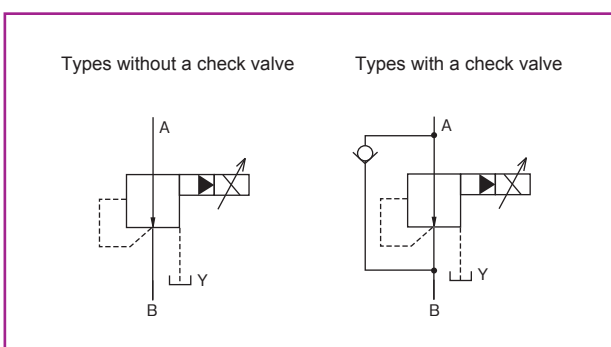 Types without a check valve
Types with a check valve
A
Y
B
A
Y
B